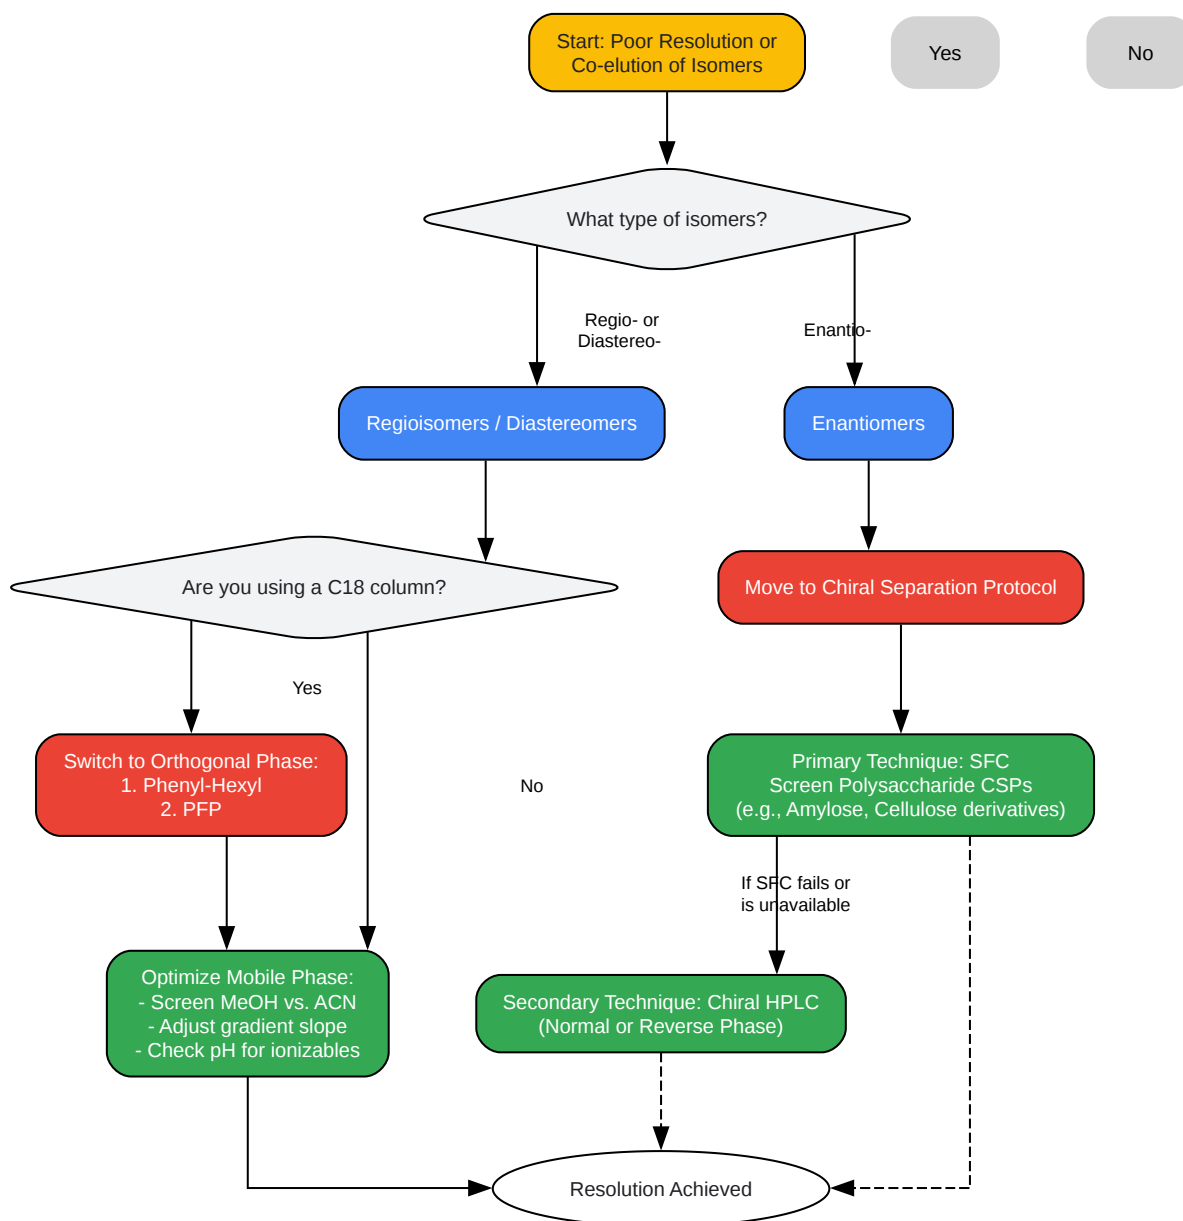 Start: Poor Resolution or
Co-elution of Isomers
Yes
No
What type of isomers?
Regio- or
Diastereo-
Enantio-
Regioisomers / Diastereomers
Enantiomers
Are you using a C18 column?
Move to Chiral Separation Protocol
Yes
No
Switch to Orthogonal Phase:
1. Phenyl-Hexyl
2. PFP
Primary Technique: SFC
Screen Polysaccharide CSPs
(e.g., Amylose, Cellulose derivatives)
If SFC fails or
is unavailable
Optimize Mobile Phase:
- Screen MeOH vs. ACN
- Adjust gradient slope
- Check pH for ionizables
Secondary Technique: Chiral HPLC
(Normal or Reverse Phase)
Resolution Achieved